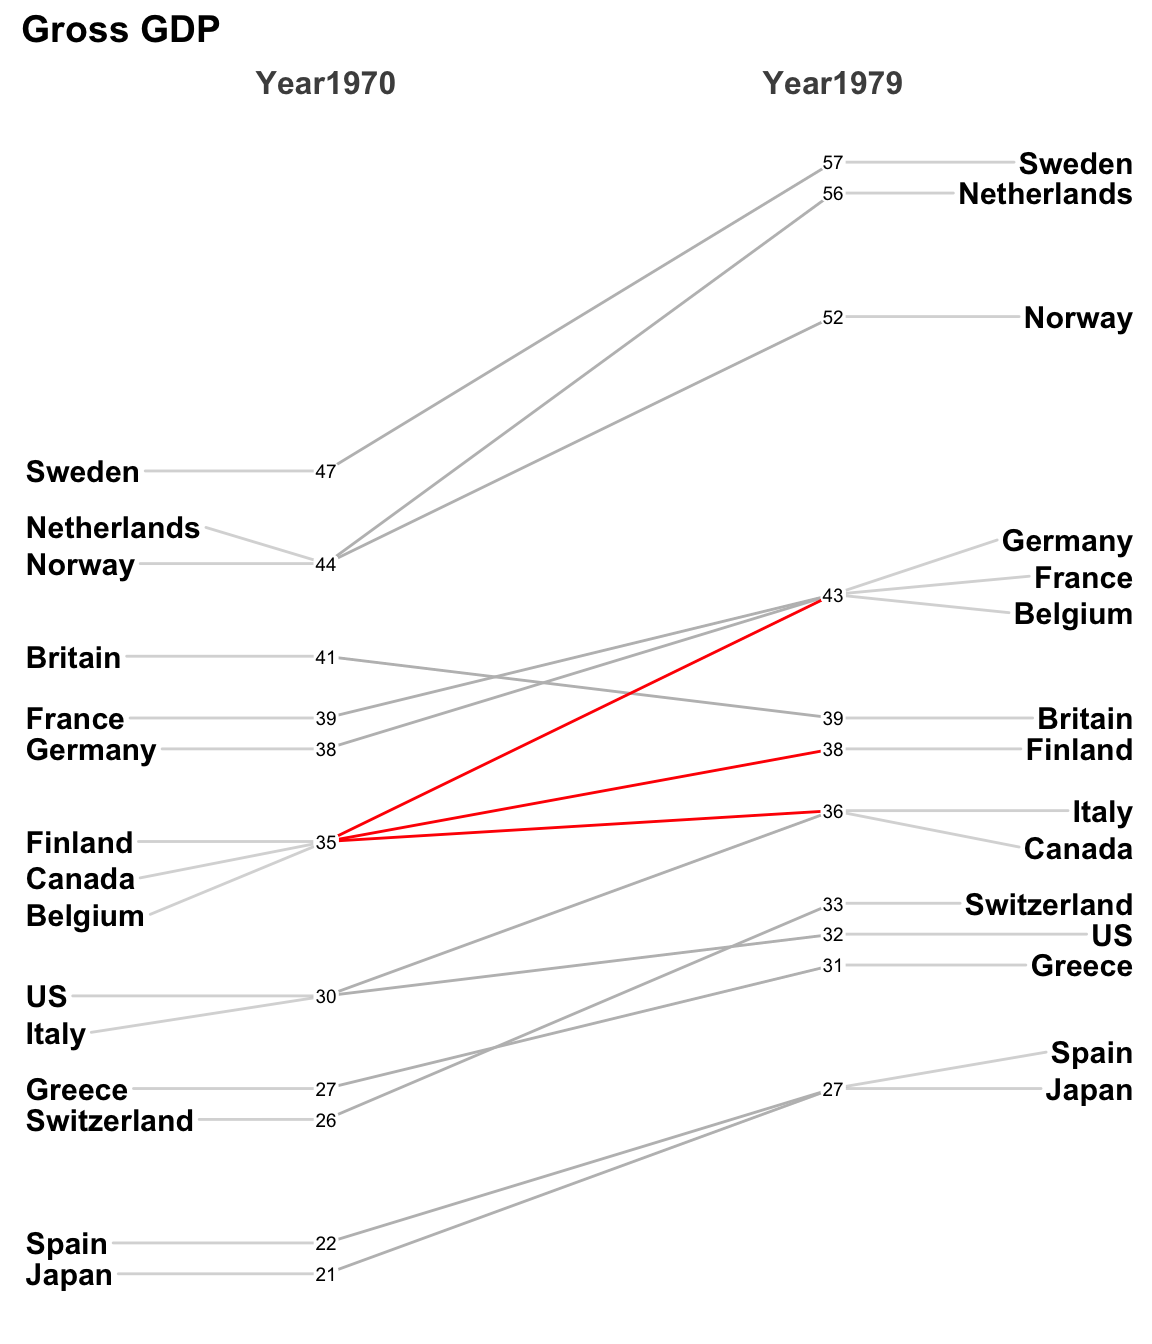 Gross GDP
Year1970 Year1979
57 Sweden
56 Netherlands
52 Norway
Sweden 47
Netherlands
Norway 44
Germany
France
43
Belgium
Britain 41
France 39
39 Britain
Germany 38
38 Finland
36 Italy
Finland 35
Canada
Canada
Belgium
33 Switzerland
32 US
31 Greece
US 30
Italy
Spain
Greece 27
27 Japan
Switzerland 26
Spain 22
Japan 21